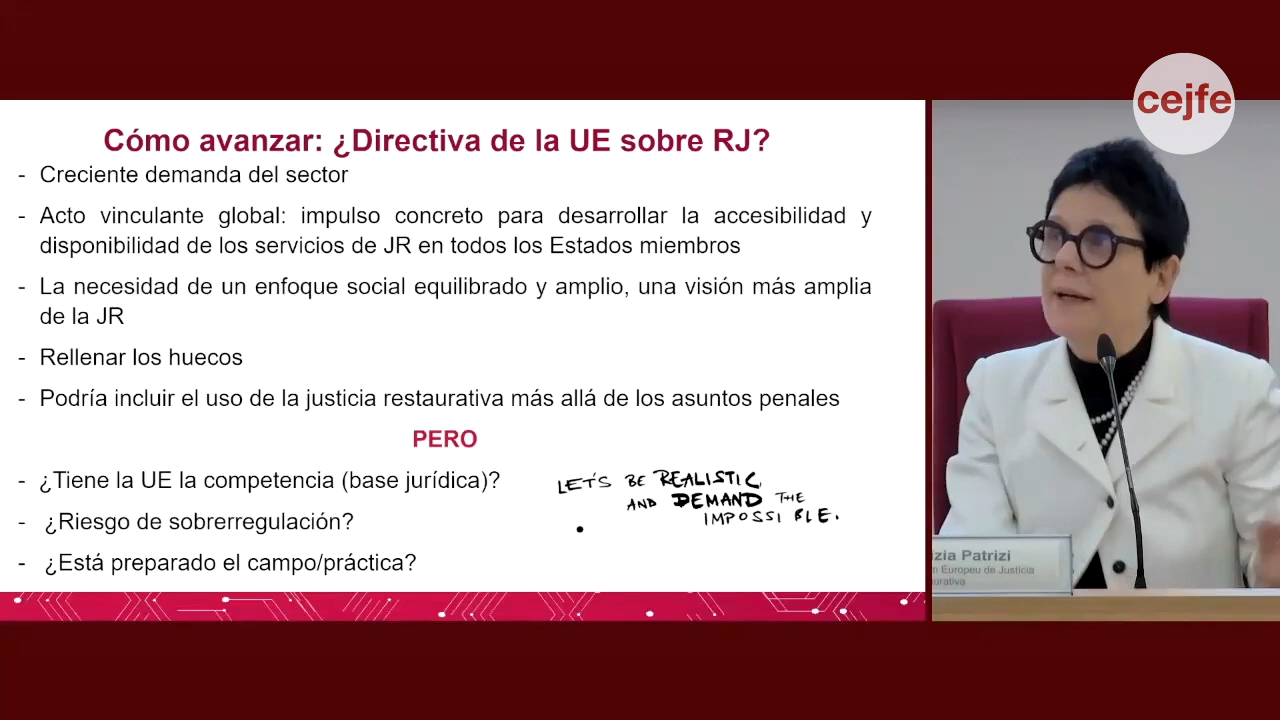 cejfe
Cómo avanzar: ¿Directiva de la UE sobre RJ?
- Creciente demanda del sector
- Acto vinculante global: impulso concreto para desarrollar la accesibilidad y
disponibilidad de los servicios de JR en todos los Estados miembros
- La necesidad de un enfoque social equilibrado y amplio, una visión más amplia
de la JR
- Rellenar los huecos
- Podría incluir el uso de la justicia restaurativa más allá de los asuntos penales
PERO
- ¿Tiene la UE la competencia (base jurídica)?
- ¿Riesgo de sobrerregulación?
- ¿Está preparado el campo/práctica?
LET'S BE REALISTIC
AND DEMAND THE
IMPOSSIBLE.
izia Patrizi
n Europeu de Justicia
urativa